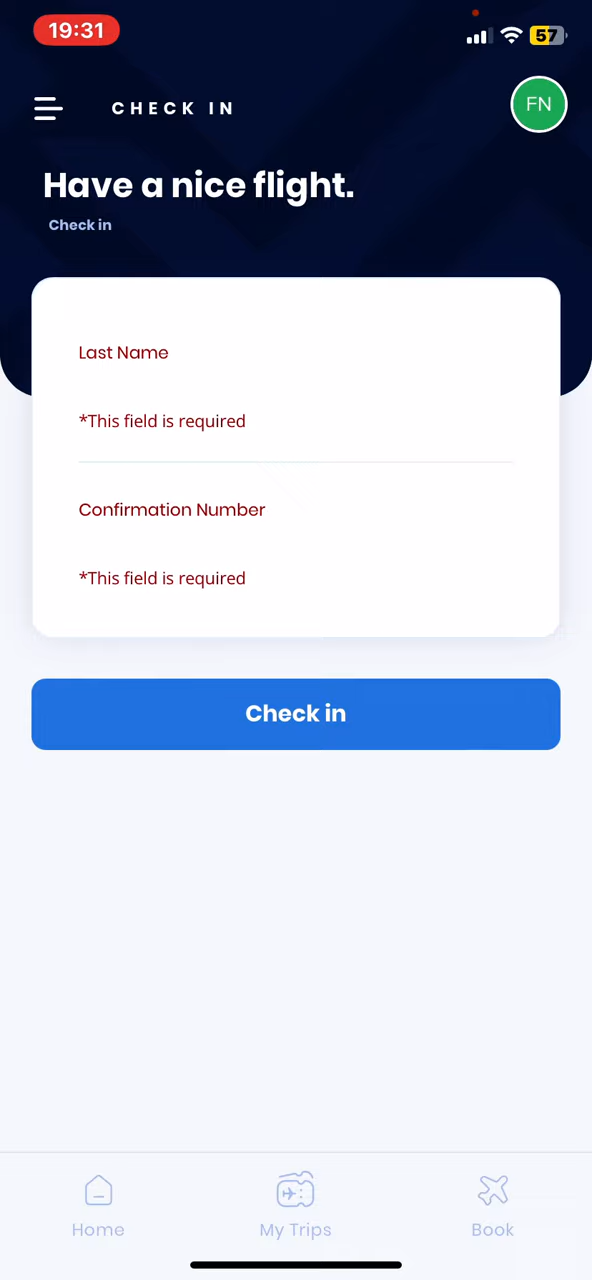 19:31
57
CHECK IN
FN
Have a nice flight.
Check in
Last Name
*This field is required
Confirmation Number
*This field is required
Check in
Home
My Trips
Book